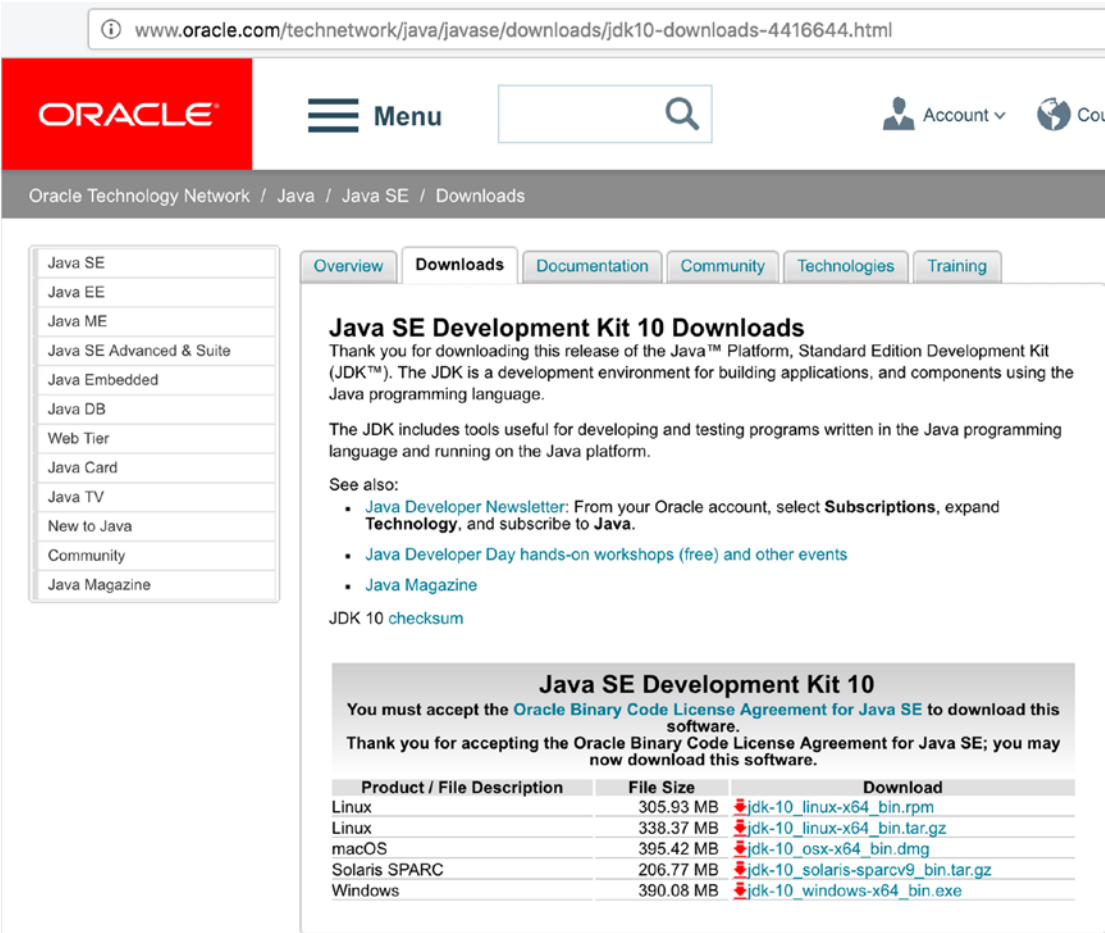 www.oracle.com/technetwork/java/javase/downloads/jdk10-downloads-4416644.html
ORACLE®
Menu
Account
Cou
Oracle Technology Network / Java / Java SE / Downloads
Java SE
Java EE
Java ME
Java SE Advanced & Suite
Java Embedded
Java DB
Web Tier
Java Card
Java TV
New to Java
Community
Java Magazine
Overview Downloads Documentation Community Technologies Training
Java SE Development Kit 10 Downloads
Thank you for downloading this release of the Java™ Platform, Standard Edition Development Kit
(JDK™). The JDK is a development environment for building applications, and components using the
Java programming language.
The JDK includes tools useful for developing and testing programs written in the Java programming
language and running on the Java platform.
See also:
▪ Java Developer Newsletter: From your Oracle account, select Subscriptions, expand
Technology, and subscribe to Java.
▪ Java Developer Day hands-on workshops (free) and other events
▪ Java Magazine
JDK 10 checksum
Java SE Development Kit 10
You must accept the Oracle Binary Code License Agreement for Java SE to download this
software.
Thank you for accepting the Oracle Binary Code License Agreement for Java SE; you may
now download this software.
Product / File Description File Size Download
Linux 305.93 MB jdk-10_linux-x64_bin.rpm
Linux 338.37 MB jdk-10_linux-x64_bin.tar.gz
macOS 395.42 MB jdk-10_osx-x64_bin.dmg
Solaris SPARC 206.77 MB jdk-10_solaris-sparcv9_bin.tar.gz
Windows 390.08 MB jdk-10_windows-x64_bin.exe